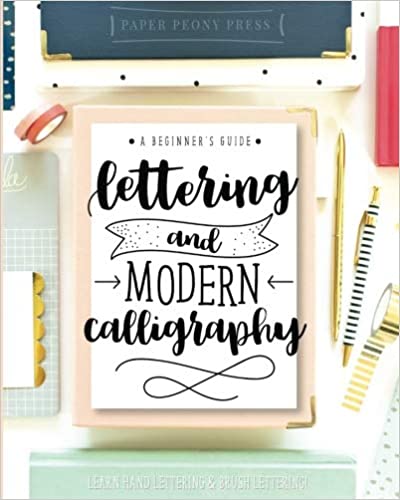 PAPER PEONY PRESS
• A BEGINNER'S GUIDE •
lettering
and
MODERN
calligraphy
LEARN HAND LETTERING & BRUSH LETTERING!